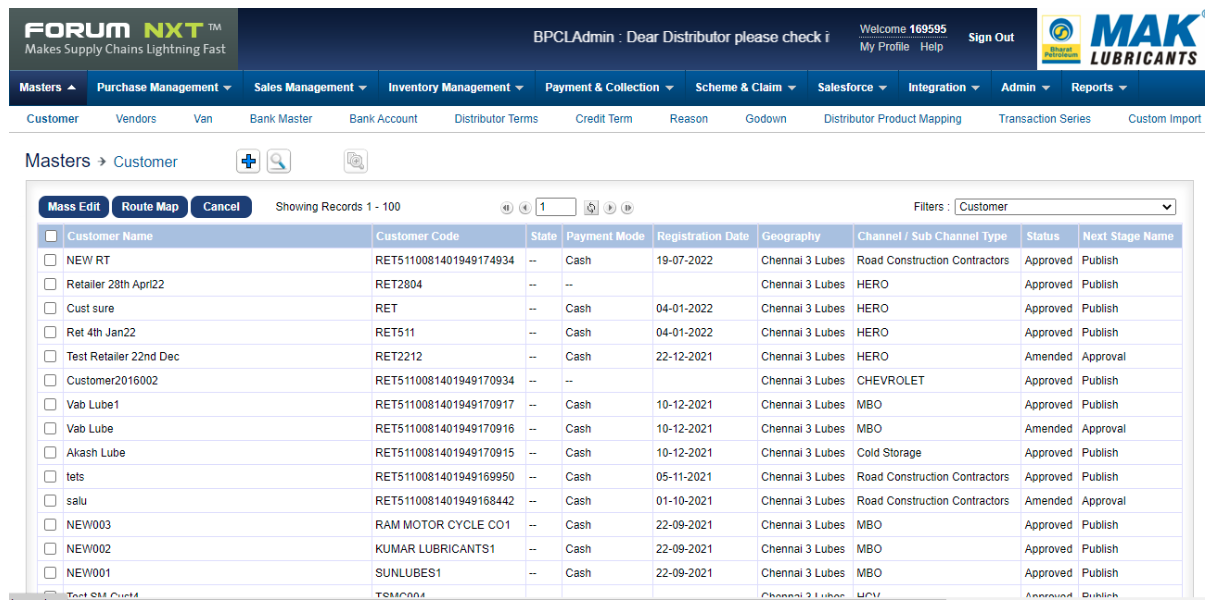 FORUM NXT TM
Makes Supply Chains Lightning Fast
BPCLAdmin : Dear Distributor please check i
Welcome 169595
My Profile Help
Sign Out
Bharat
Petroleum
MAK
LUBRICANTS
Masters Purchase Management Sales Management Inventory Management Payment & Collection Scheme & Claim Salesforce Integration Admin Reports
Customer Vendors Van Bank Master Bank Account Distributor Terms Credit Term Reason Godown Distributor Product Mapping Transaction Series Custom Import
Masters Customer
Mass Edit Route Map Cancel Showing Records 1 - 100 1 Filters : Customer
Customer Name Customer Code State Payment Mode Registration Date Geography Channel / Sub Channel Type Status Next Stage Name
NEW RT RET5110081401949174934 -- Cash 19-07-2022 Chennai 3 Lubes Road Construction Contractors Approved Publish
Retailer 28th Aprl22 RET2804 -- -- Chennai 3 Lubes HERO Approved Publish
Cust sure RET -- Cash 04-01-2022 Chennai 3 Lubes HERO Approved Publish
Ret 4th Jan22 RET511 -- Cash 04-01-2022 Chennai 3 Lubes HERO Approved Publish
Test Retailer 22nd Dec RET2212 -- Cash 22-12-2021 Chennai 3 Lubes HERO Amended Approval
Customer2016002 RET5110081401949170934 -- -- Chennai 3 Lubes CHEVROLET Approved Publish
Vab Lube1 RET5110081401949170917 -- Cash 10-12-2021 Chennai 3 Lubes MBO Approved Publish
Vab Lube RET5110081401949170916 -- Cash 10-12-2021 Chennai 3 Lubes MBO Amended Approval
Akash Lube RET5110081401949170915 -- Cash 10-12-2021 Chennai 3 Lubes Cold Storage Approved Publish
tets RET5110081401949169950 -- Cash 05-11-2021 Chennai 3 Lubes Road Construction Contractors Approved Publish
salu RET5110081401949168442 -- Cash 01-10-2021 Chennai 3 Lubes Road Construction Contractors Amended Approval
NEW003 RAM MOTOR CYCLE CO1 -- Cash 22-09-2021 Chennai 3 Lubes MBO Approved Publish
NEW002 KUMAR LUBRICANTS1 -- Cash 22-09-2021 Chennai 3 Lubes MBO Approved Publish
NEW001 SUNLUBES1 -- Cash 22-09-2021 Chennai 3 Lubes MBO Approved Publish
Test SM Cust4 TSMC004 Chennai 3 Lubes HCV Approved Publish